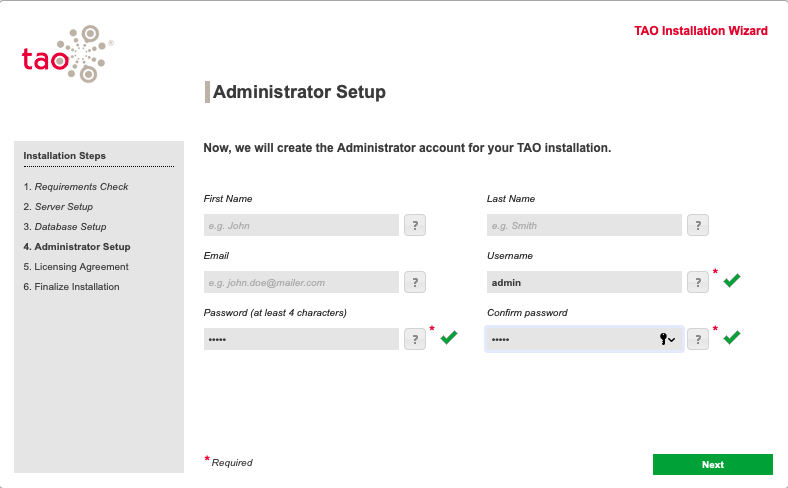 TAO Installation Wizard
tao®
Administrator Setup
Installation Steps
1. Requirements Check
2. Server Setup
3. Database Setup
4. Administrator Setup
5. Licensing Agreement
6. Finalize Installation
Now, we will create the Administrator account for your TAO installation.
First Name
Last Name
e.g. John ?
e.g. Smith ?
Email
Username
e.g. john.doe@mailer.com ?
admin ? *
Password (at least 4 characters)
Confirm password
••••• ? *
••••• ? *
* Required
Next